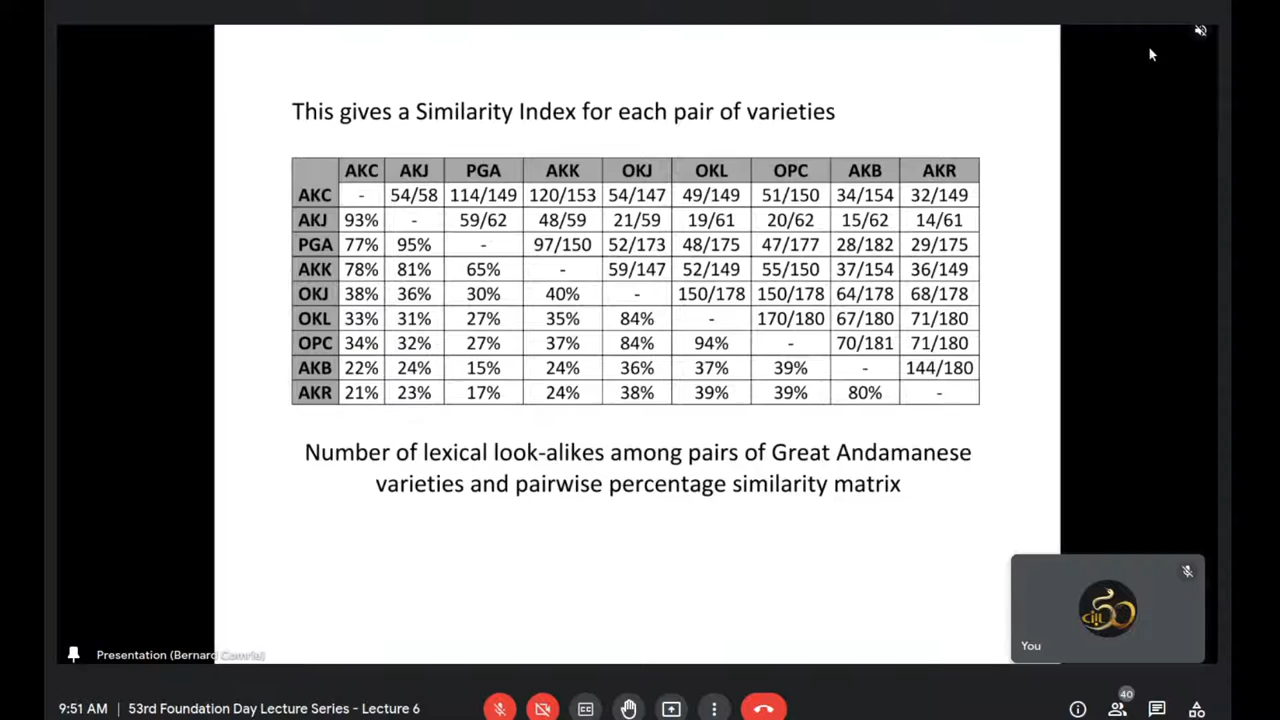 This gives a Similarity Index for each pair of varieties
AKC AKJ PGA AKK OKJ OKL OPC AKB AKR
AKC - 54/58 114/149 120/153 54/147 49/149 51/150 34/154 32/149
AKJ 93% - 59/62 48/59 21/59 19/61 20/62 15/62 14/61
PGA 77% 95% - 97/150 52/173 48/175 47/177 28/182 29/175
AKK 78% 81% 65% - 59/147 52/149 55/150 37/154 36/149
OKJ 38% 36% 30% 40% - 150/178 150/178 64/178 68/178
OKL 33% 31% 27% 35% 84% - 170/180 67/180 71/180
OPC 34% 32% 27% 37% 84% 94% - 70/181 71/180
AKB 22% 24% 15% 24% 36% 37% 39% - 144/180
AKR 21% 23% 17% 24% 38% 39% 39% 80% -
Number of lexical look-alikes among pairs of Great Andamanese
varieties and pairwise percentage similarity matrix
You
Presentation (Bernard Comrie)
9:51 AM | 53rd Foundation Day Lecture Series - Lecture 6
40